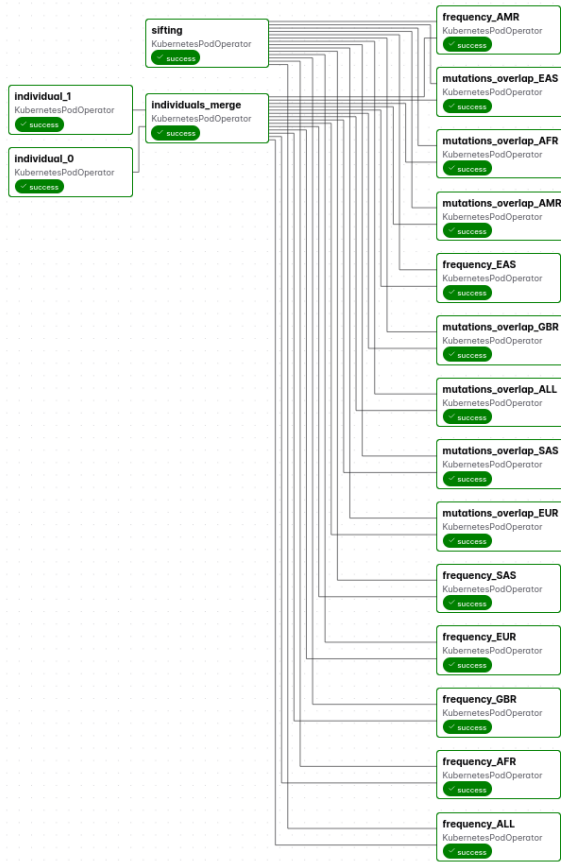 individual_1
KubernetesPodOperator
success
individual_0
KubernetesPodOperator
success
sifting
KubernetesPodOperator
success
individuals_merge
KubernetesPodOperator
success
frequency_AMR
KubernetesPodOperator
success
mutations_overlap_EAS
KubernetesPodOperator
success
mutations_overlap_AFR
KubernetesPodOperator
success
mutations_overlap_AMR
KubernetesPodOperator
success
frequency_EAS
KubernetesPodOperator
success
mutations_overlap_GBR
KubernetesPodOperator
success
mutations_overlap_ALL
KubernetesPodOperator
success
mutations_overlap_SAS
KubernetesPodOperator
success
mutations_overlap_EUR
KubernetesPodOperator
success
frequency_SAS
KubernetesPodOperator
success
frequency_EUR
KubernetesPodOperator
success
frequency_GBR
KubernetesPodOperator
success
frequency_AFR
KubernetesPodOperator
success
frequency_ALL
KubernetesPodOperator
success